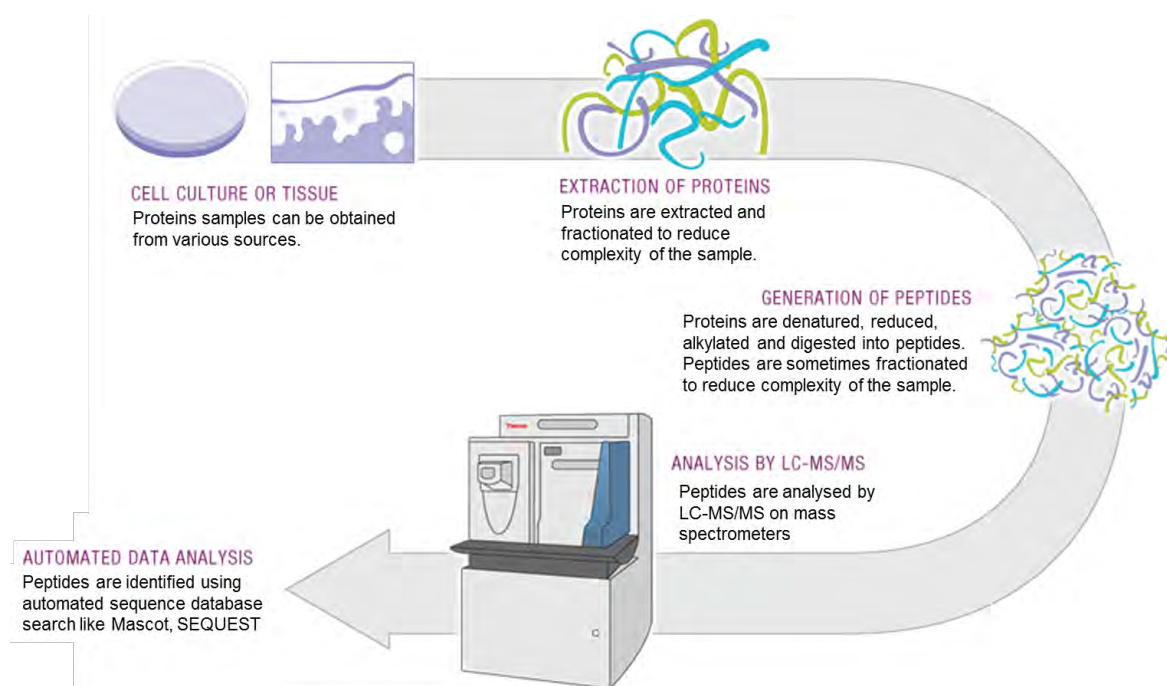 CELL CULTURE OR TISSUE
Proteins samples can be obtained
from various sources.
EXTRACTION OF PROTEINS
Proteins are extracted and
fractionated to reduce
complexity of the sample.
GENERATION OF PEPTIDES
Proteins are denatured, reduced,
alkylated and digested into peptides.
Peptides are sometimes fractionated
to reduce complexity of the sample.
Thermo
ANALYSIS BY LC-MS/MS
Peptides are analysed by
LC-MS/MS on mass
spectrometers
AUTOMATED DATA ANALYSIS
Peptides are identified using
automated sequence database
search like Mascot, SEQUEST